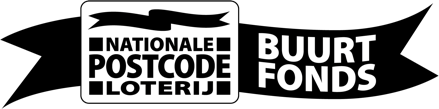 NATIONALE
POSTCODE
LOTERIJ
BUURT
FONDS